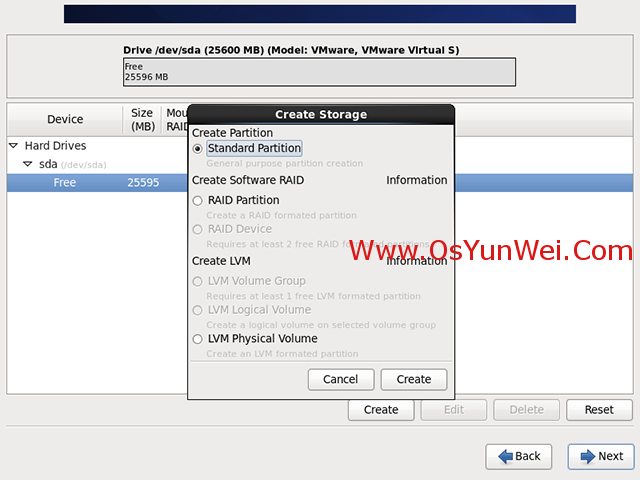 Drive /dev/sda (25600 MB) (Model: VMware, VMware Virtual S)
Free
25596 MB
Device
Size
(MB)
Mou
RAID
Create Storage
Create Partition
Standard Partition
General purpose partition creation
Create Software RAID Information
RAID Partition
Create a RAID formated partition
RAID Device
Requires at least 2 free RAID formated partitions
Create LVM Information
LVM Volume Group
Requires at least 1 free LVM formated partition
LVM Logical Volume
Create a logical volume on selected volume group
LVM Physical Volume
Create an LVM formated partition
Cancel Create
Hard Drives
sda (/dev/sda)
Free 25595
Www.OsYunWei.Com
Create Edit Delete Reset
Back Next